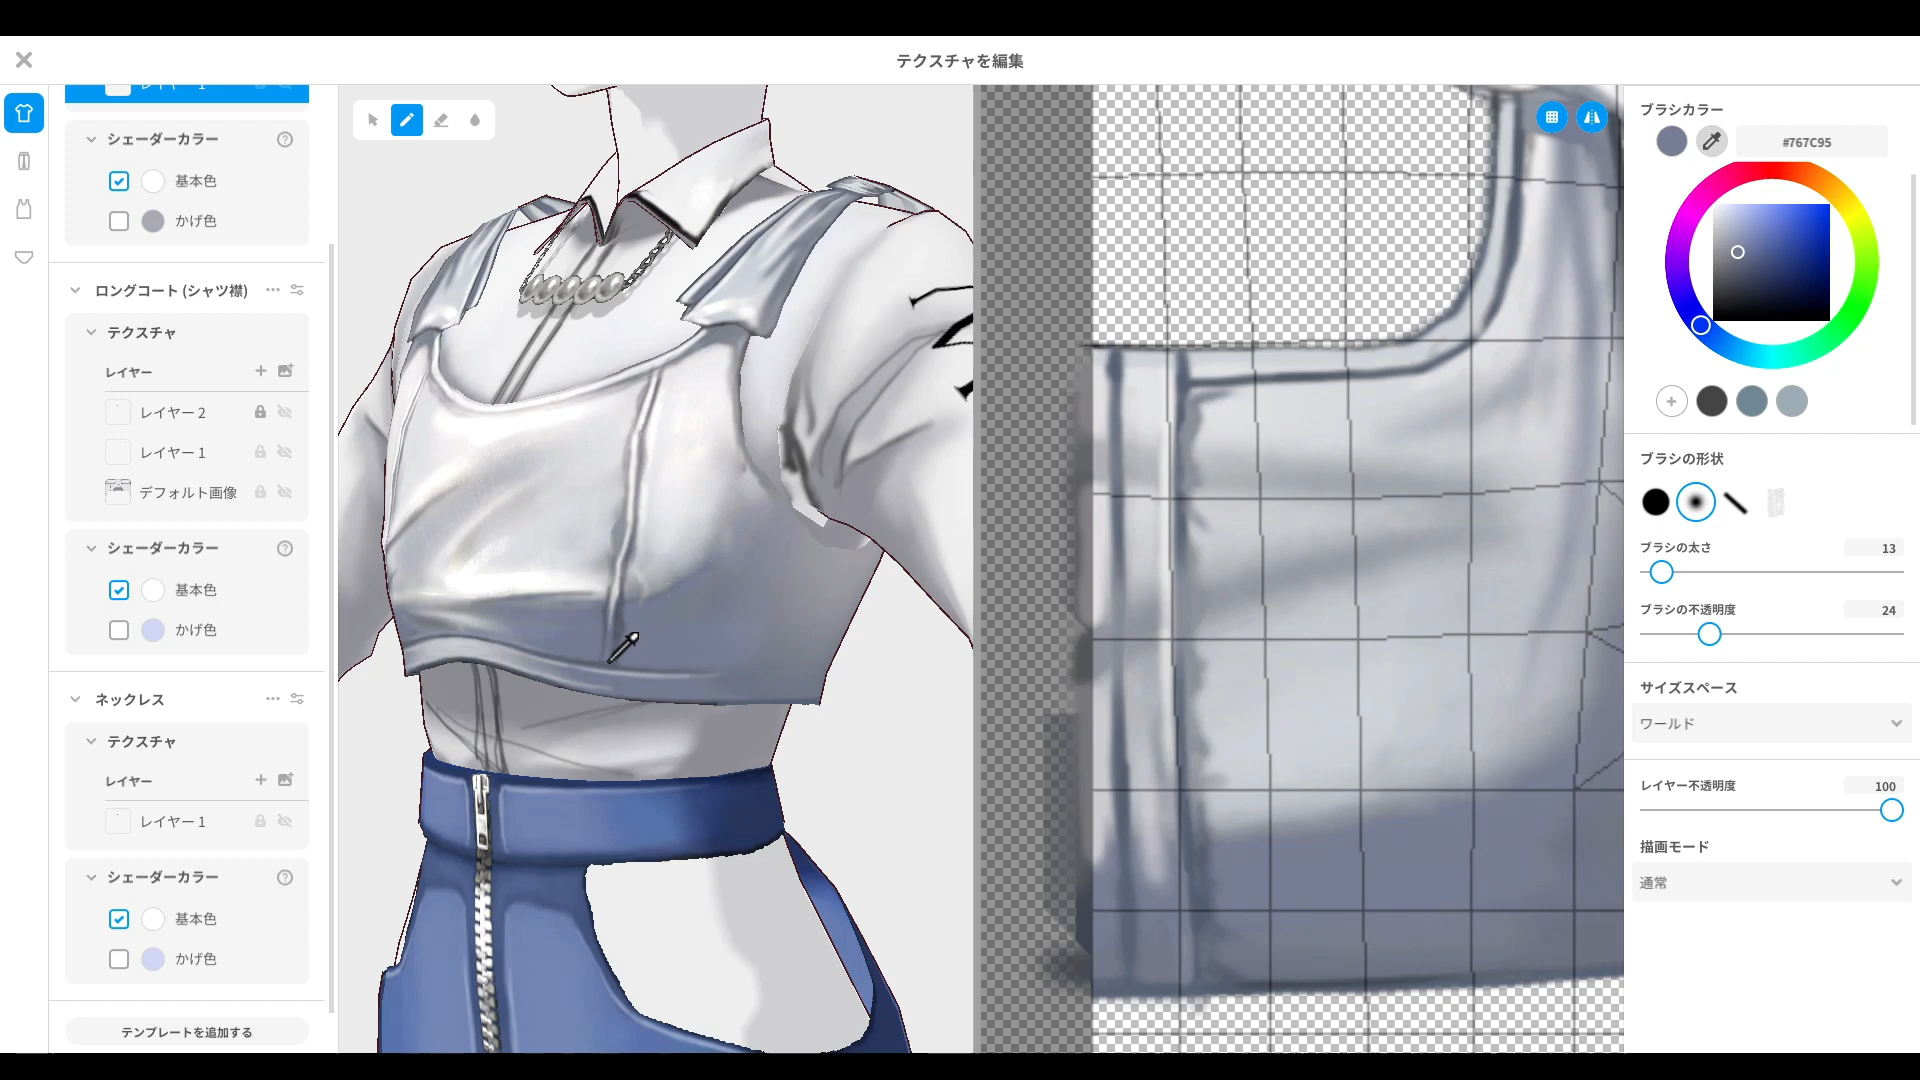 テクスチャを編集
シェーダーカラー
基本色
かげ色
ロングコート (シャツ襟)
テクスチャ
レイヤー
レイヤー 2
レイヤー 1
デフォルト画像
シェーダーカラー
基本色
かげ色
ネックレス
テクスチャ
レイヤー
レイヤー 1
シェーダーカラー
基本色
かげ色
テンプレートを追加する
ブラシカラー
#767C95
ブラシの形状
ブラシの太さ
13
ブラシの不透明度
24
サイズスペース
ワールド
レイヤー不透明度
100
描画モード
通常